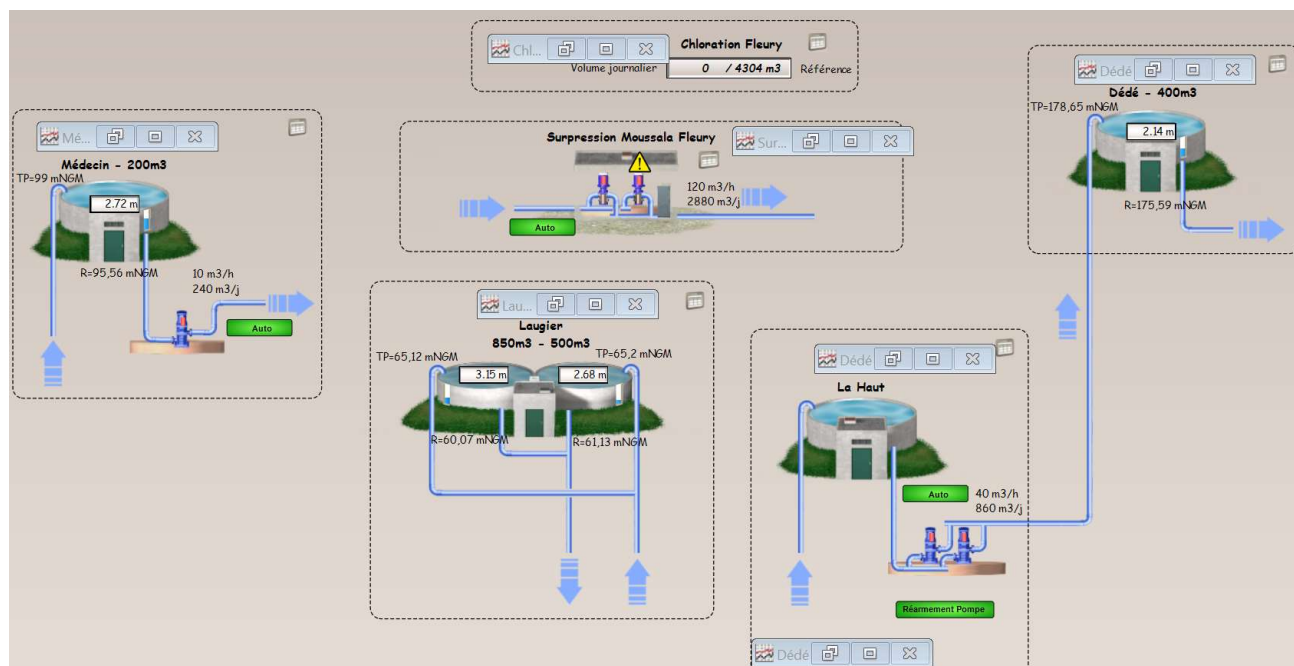 Chl...
Chloration Fleury
Volume journalier
0 / 4304 m3
Référence
Mé...
Médecin - 200m3
TP=99 mNGM
2.72 m
R=95,56 mNGM
10 m3/h
240 m3/j
Auto
Surpression Moussala Fleury
Sur...
120 m3/h
2880 m3/j
Auto
Dédé
Dédé - 400m3
TP=178,65 mNGM
2.14 m
R=175,59 mNGM
Lau...
Laugier
850m3 - 500m3
TP=65,12 mNGM
TP=65,2 mNGM
3.15 m
2.68 m
R=60,07 mNGM
R=61,13 mNGM
Dédé
La Haut
Auto
40 m3/h
860 m3/j
Réarmement Pompe
Dédé